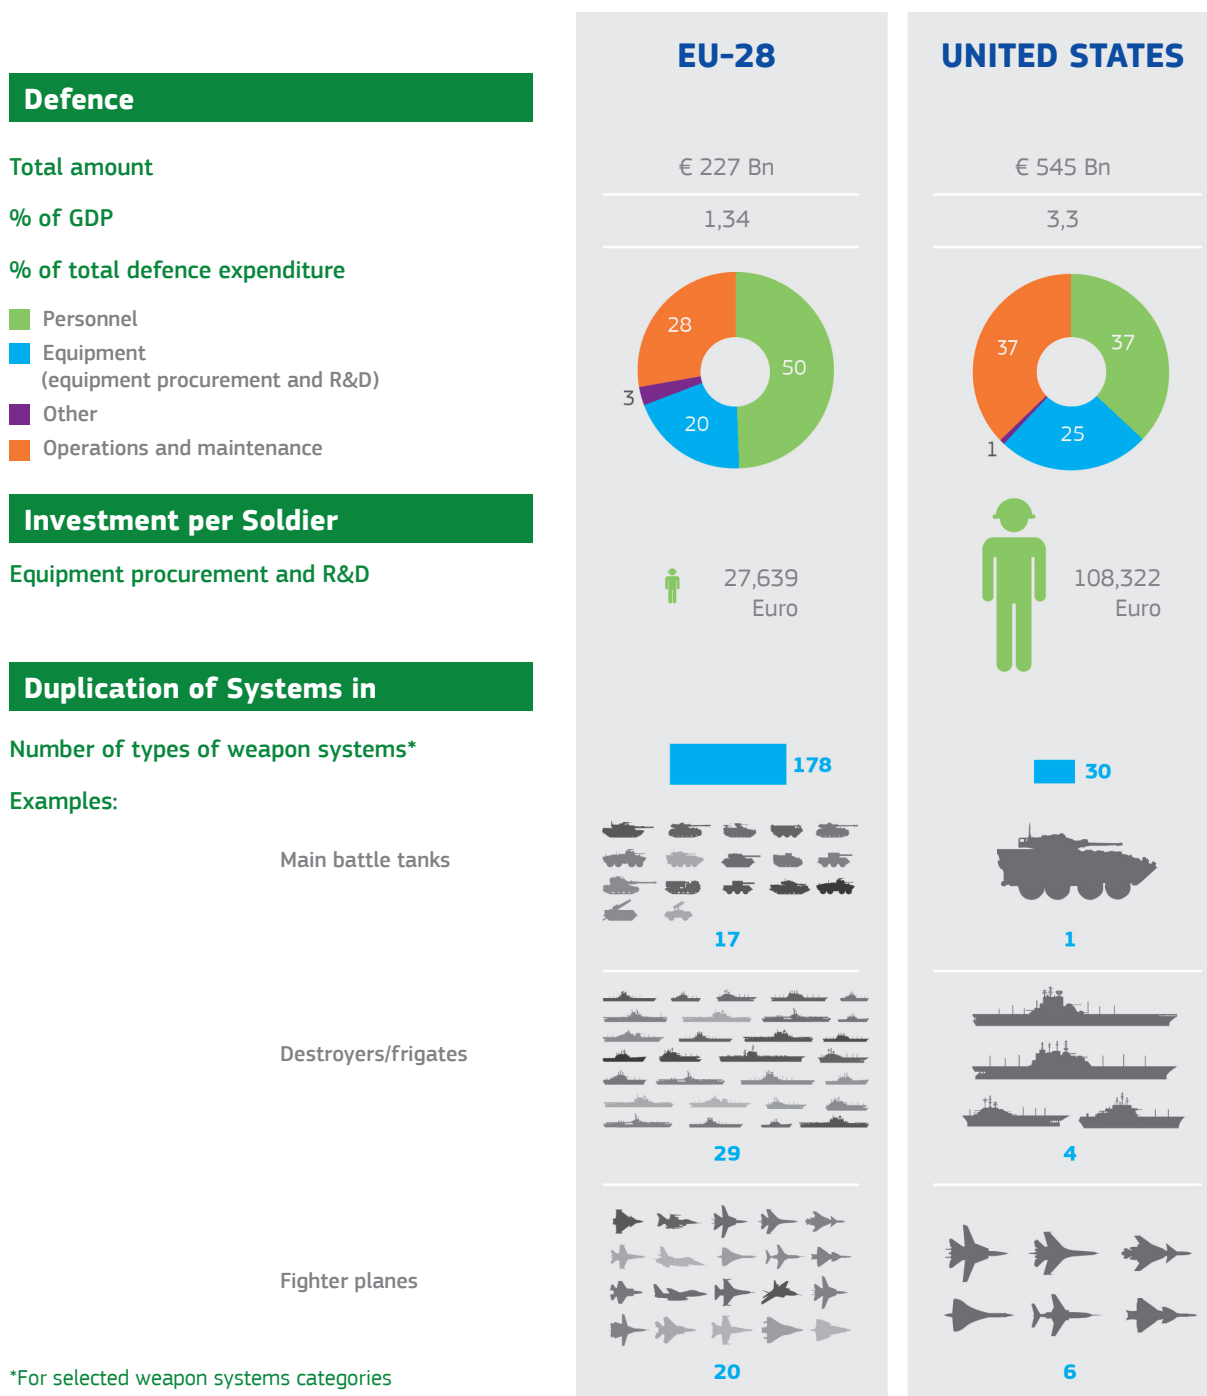 EU-28
UNITED STATES
Defence
Total amount
€ 227 Bn
€ 545 Bn
% of GDP
1,34
3,3
% of total defence expenditure
Personnel
Equipment
(equipment procurement and R&D)
Other
Operations and maintenance
28
50
3
20
37
37
1
25
Investment per Soldier
Equipment procurement and R&D
27,639
Euro
108,322
Euro
Duplication of Systems in
Number of types of weapon systems*
178
30
Examples:
Main battle tanks
17
1
Destroyers/frigates
29
4
Fighter planes
20
6
*For selected weapon systems categories